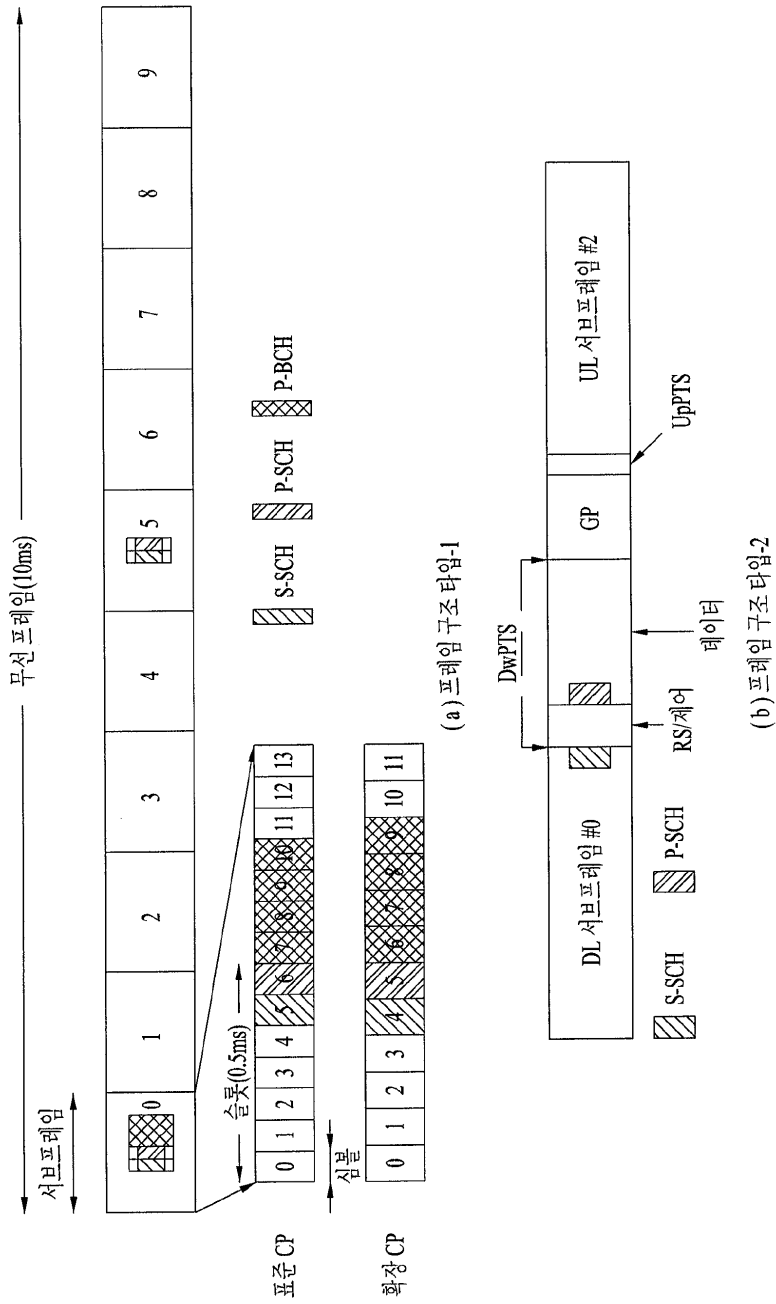 무선 프레임(10ms)
서브프레임
0 1 2 3 4 5 6 7 8 9
슬롯(0.5ms)
S-SCH P-SCH P-BCH
표준 CP
0 1 2 3 4 5 6 7 8 9 10 11 12 13
심볼
확장 CP
0 1 2 3 4 5 6 7 8 9 10 11
(a) 프레임 구조 타입-1
DwPTS
DL 서브프레임 #0
GP
UL 서브프레임 #2
RS/제어
데이터
UpPTS
S-SCH P-SCH
(b) 프레임 구조 타입-2